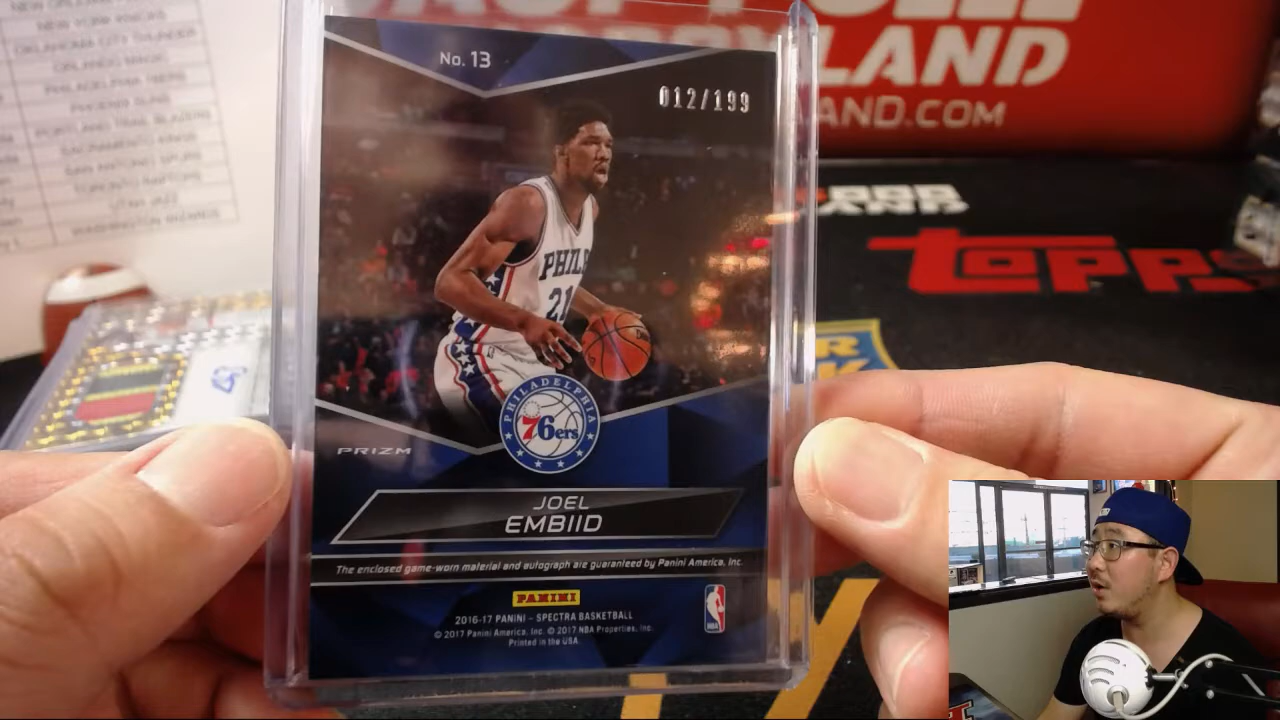 NEW ORLEANS
OKLAHOMA CITY THUNDER
ORLANDO MAGIC
PHILADELPHIA 76ERS
PHOENIX SUNS
PORTLAND TRAIL BLAZERS
SACRAMENTO KINGS
SAN ANTONIO SPURS
TORONTO RAPTORS
UTAH JAZZ
WASHINGTON WIZARDS
LAND
AND.COM
TOPPS
No. 13
012/199
PHILA
21
PHILADELPHIA
76ers
PRIZM
JOEL
EMBIID
The enclosed game-worn material and autograph are guaranteed by Panini America, Inc.
PANINI
2016-17 PANINI - SPECTRA BASKETBALL
© 2017 Panini America, Inc. © 2017 NBA Properties, Inc.
Printed in the USA
NBA